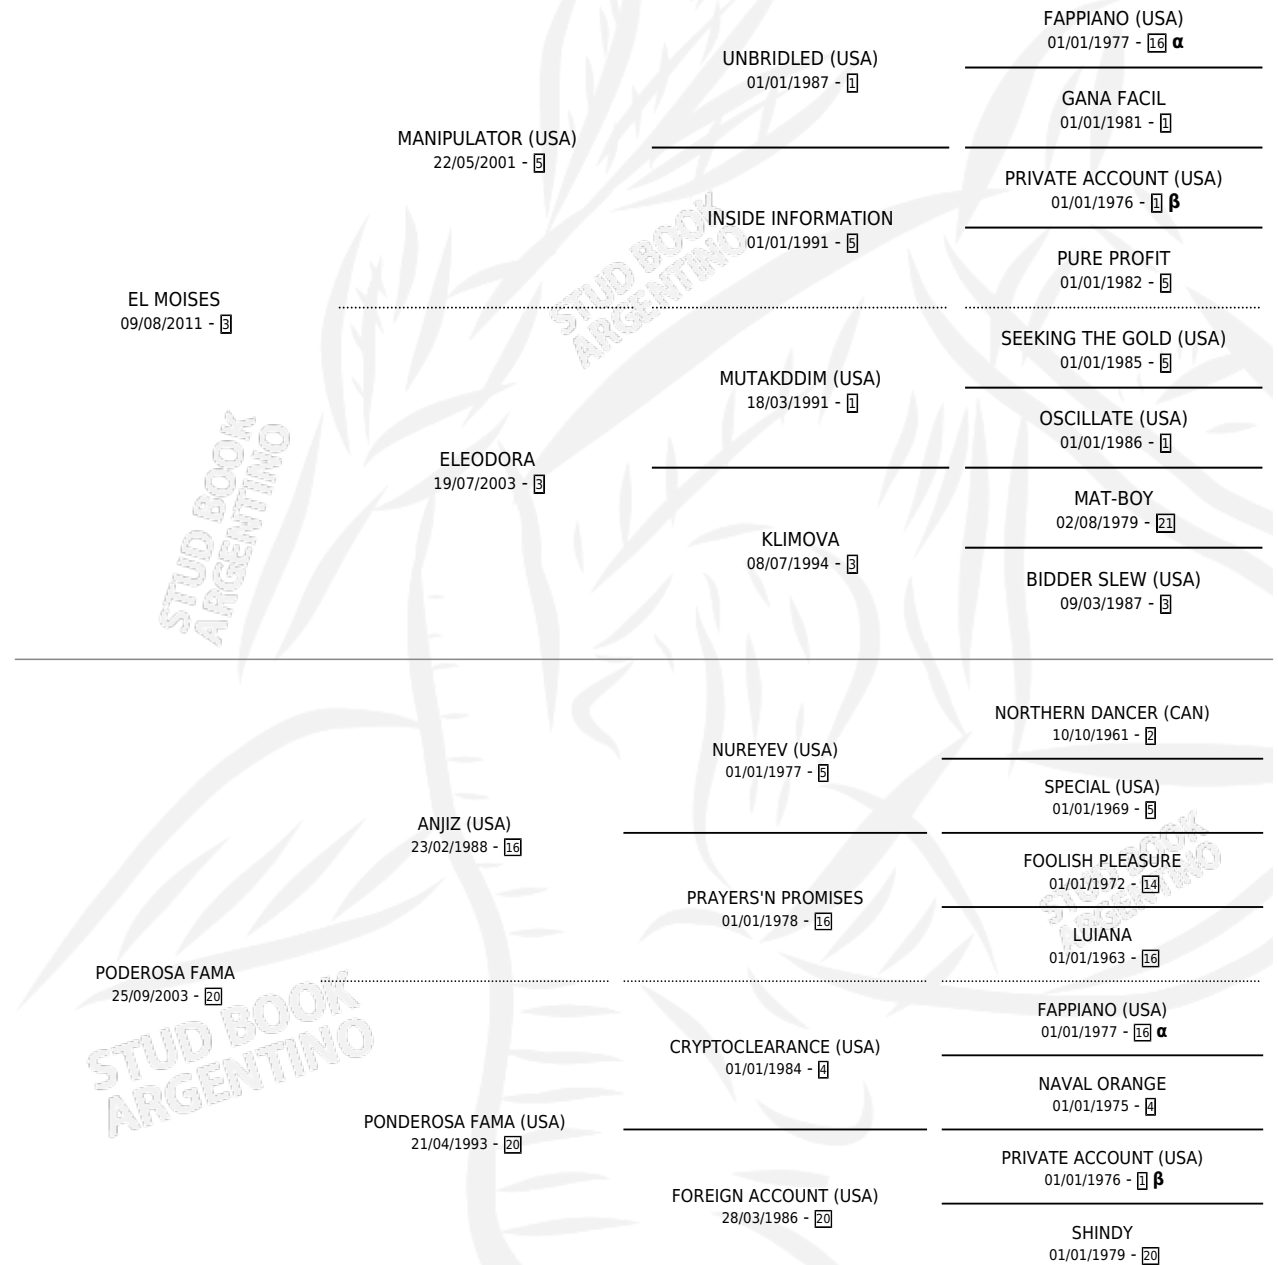 FAPPIANO (USA)
01/01/1977 - 16 α
UNBRIDLED (USA)
01/01/1987 - 1
GANA FACIL
01/01/1981 - 1
MANIPULATOR (USA)
22/05/2001 - 5
PRIVATE ACCOUNT (USA)
01/01/1976 - 1 β
INSIDE INFORMATION
01/01/1991 - 5
PURE PROFIT
01/01/1982 - 5
EL MOISES
09/08/2011 - 3
SEEKING THE GOLD (USA)
01/01/1985 - 5
MUTAKDDIM (USA)
18/03/1991 - 1
OSCILLATE (USA)
01/01/1986 - 1
ELEODORA
19/07/2003 - 3
MAT-BOY
02/08/1979 - 21
KLIMOVA
08/07/1994 - 3
BIDDER SLEW (USA)
09/03/1987 - 3
STUD BOOK
ARGENTINO
STUD BOOK
ARGENTINO
NORTHERN DANCER (CAN)
10/10/1961 - 2
NUREYEV (USA)
01/01/1977 - 5
SPECIAL (USA)
01/01/1969 - 5
ANJIZ (USA)
23/02/1988 - 16
FOOLISH PLEASURE
01/01/1972 - 14
PRAYERS'N PROMISES
01/01/1978 - 16
LUIANA
01/01/1963 - 16
STUD BOOK
ARGENTINO
PODEROSA FAMA
25/09/2003 - 20
FAPPIANO (USA)
01/01/1977 - 16 α
CRYPTOCLEARANCE (USA)
01/01/1984 - 4
NAVAL ORANGE
01/01/1975 - 4
PONDEROSA FAMA (USA)
21/04/1993 - 20
PRIVATE ACCOUNT (USA)
01/01/1976 - 1 β
FOREIGN ACCOUNT (USA)
28/03/1986 - 20
SHINDY
01/01/1979 - 20
STUD BOOK
ARGENTINO